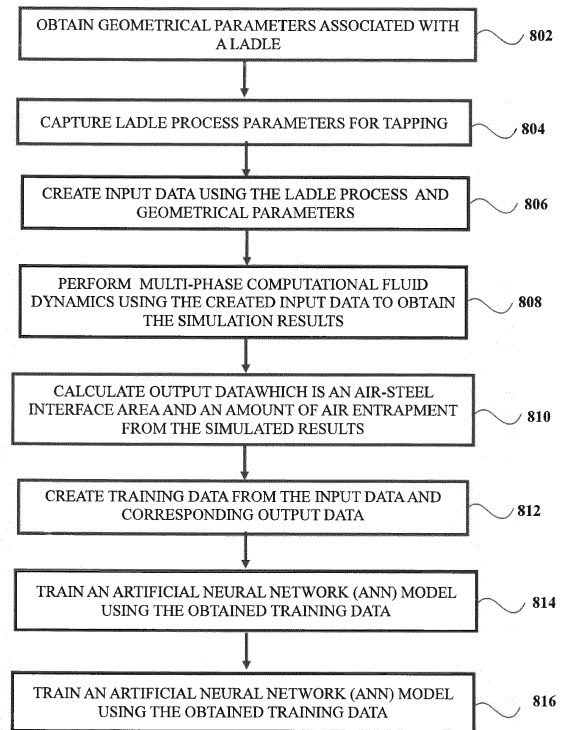 OBTAIN GEOMETRICAL PARAMETERS ASSOCIATED WITH
A LADLE
802
CAPTURE LADLE PROCESS PARAMETERS FOR TAPPING
804
CREATE INPUT DATA USING THE LADLE PROCESS AND
GEOMETRICAL PARAMETERS
806
PERFORM MULTI-PHASE COMPUTATIONAL FLUID
DYNAMICS USING THE CREATED INPUT DATA TO OBTAIN
THE SIMULATION RESULTS
808
CALCULATE OUTPUT DATAWHICH IS AN AIR-STEEL
INTERFACE AREA AND AN AMOUNT OF AIR ENTRAPMENT
FROM THE SIMULATED RESULTS
810
CREATE TRAINING DATA FROM THE INPUT DATA AND
CORRESPONDING OUTPUT DATA
812
TRAIN AN ARTIFICIAL NEURAL NETWORK (ANN) MODEL
USING THE OBTAINED TRAINING DATA
814
TRAIN AN ARTIFICIAL NEURAL NETWORK (ANN) MODEL
USING THE OBTAINED TRAINING DATA
816